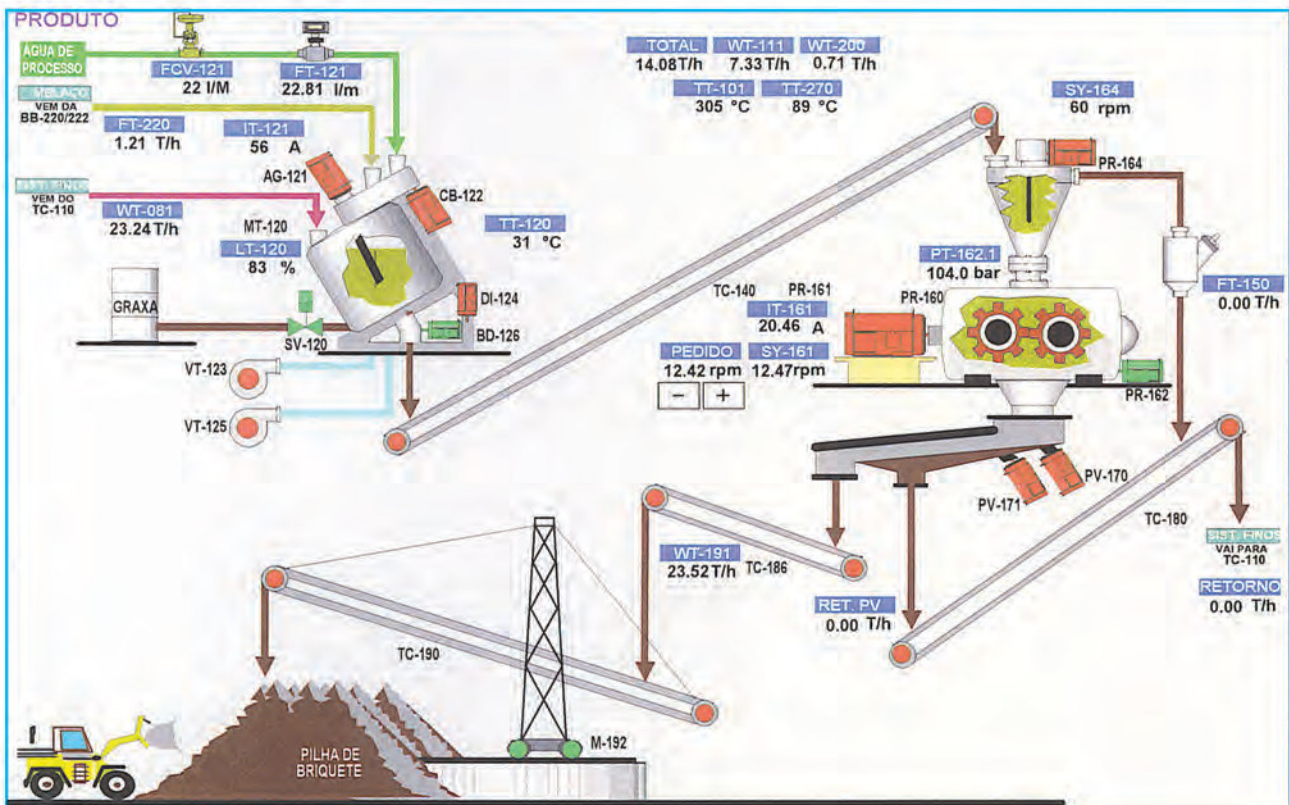 PRODUTO
ÁGUA DE
PROCESSO
FCV-121
22 l/M
FT-121
22.81 l/m
MELAÇO
VEM DA
BB-220/222
FT-220
1.21 T/h
IT-121
56 A
AG-121
CB-122
SIST. FINOS
VEM DO
TC-110
WT-081
23.24 T/h
MT-120
LT-120
83 %
TT-120
31 °C
GRAXA
SV-120
DI-124
BD-126
VT-123
VT-125
TOTAL
14.08T/h
WT-111
7.33 T/h
WT-200
0.71 T/h
TT-101
305 °C
TT-270
89 °C
SY-164
60 rpm
PR-164
TC-140
PT-162.1
104.0 bar
FT-150
0.00 T/h
PR-161
PR-160
IT-161
20.46 A
PEDIDO
12.42 rpm
SY-161
12.47rpm
- +
PR-162
PV-170
PV-171
TC-180
WT-191
23.52T/h
TC-186
RET. PV
0.00 T/h
SIST. FINOS
VAI PARA
TC-110
RETORNO
0.00 T/h
TC-190
M-192
PILHA DE
BRIQUETE